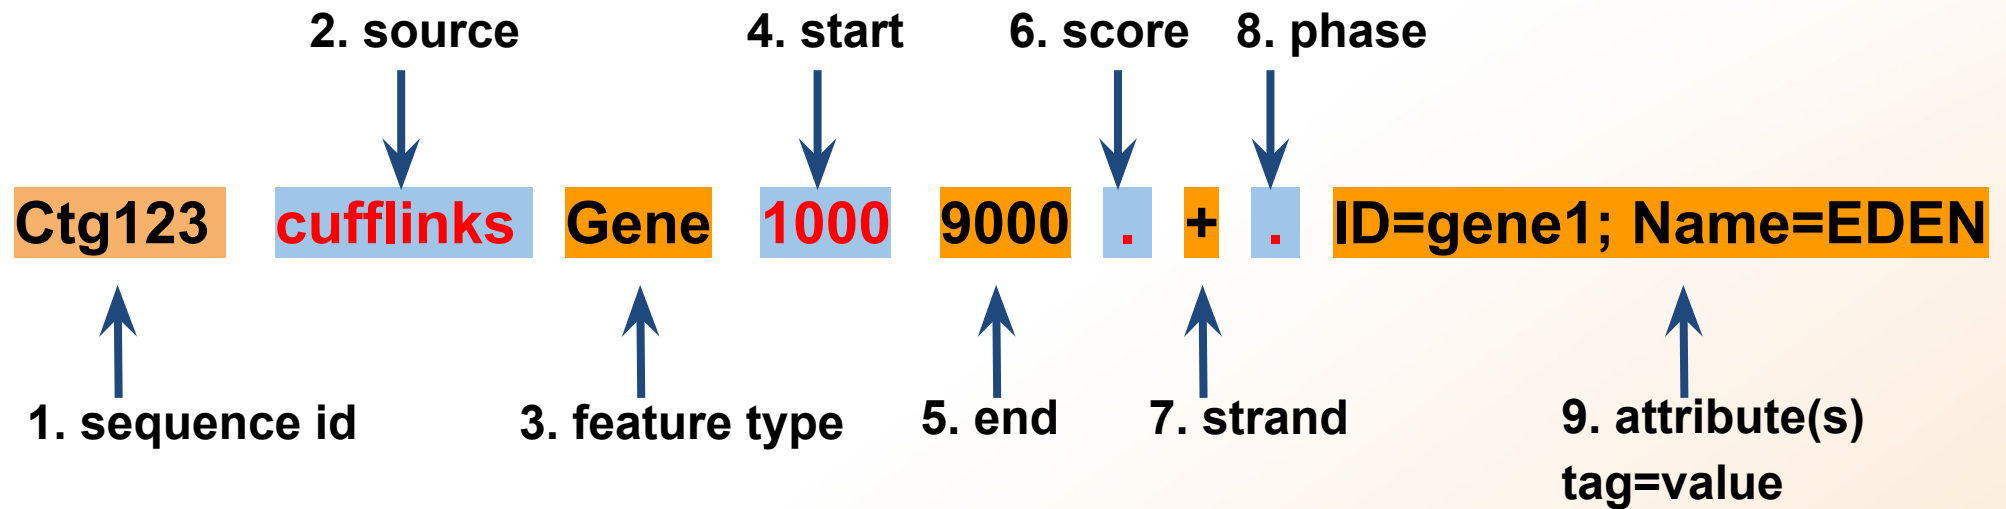 2. source 4. start 6. score 8. phase
Ctg123 cufflinks Gene 1000 9000 . + . ID=gene1; Name=EDEN
1. sequence id 3. feature type 5. end 7. strand 9. attribute(s)
tag=value